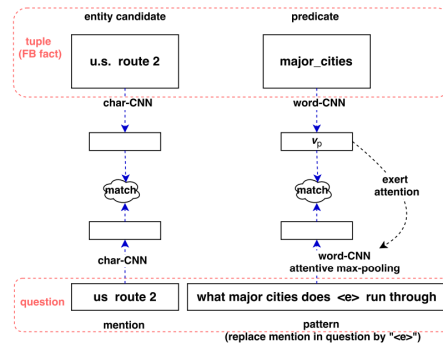 entity candidate
predicate
tuple
(FB fact)
u.s. route 2
major_cities
char-CNN
word-CNN
vp
match
match
exert
attention
char-CNN
word-CNN
attentive max-pooling
question
us route 2
what major cities does <e> run through
mention
pattern
(replace mention in question by "<e>")